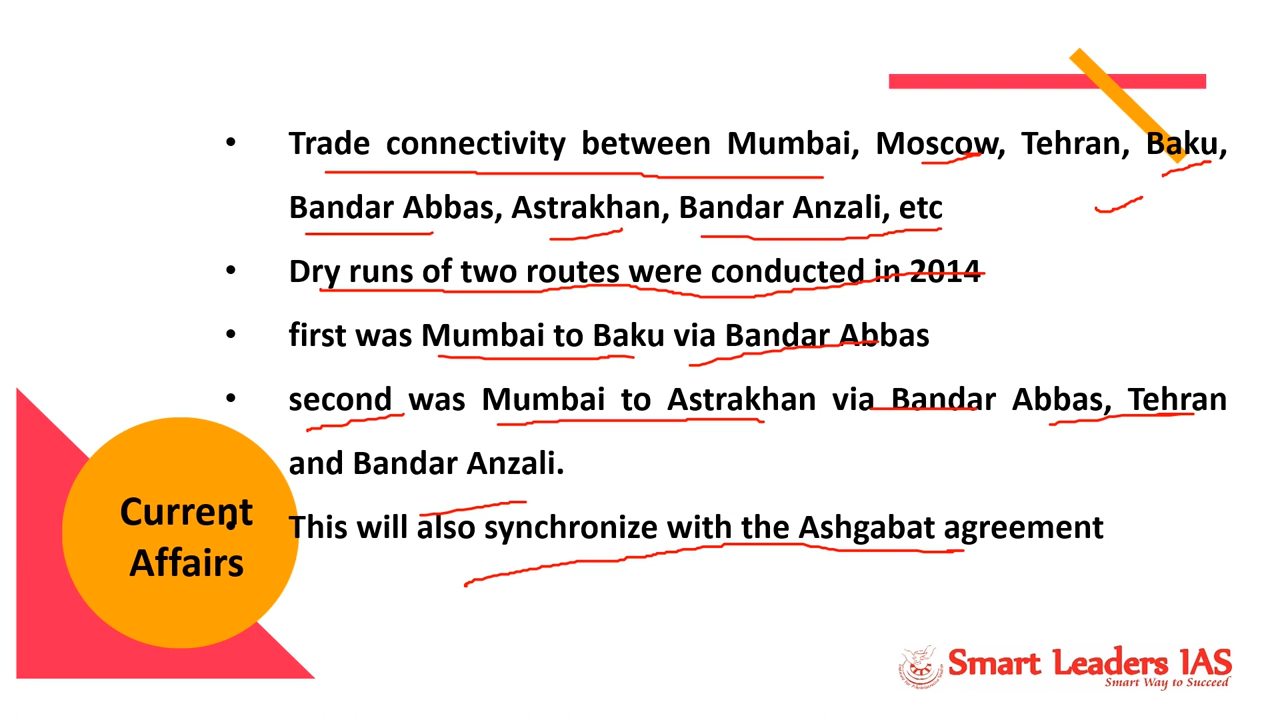 • Trade connectivity between Mumbai, Moscow, Tehran, Baku,
Bandar Abbas, Astrakhan, Bandar Anzali, etc
• Dry runs of two routes were conducted in 2014
• first was Mumbai to Baku via Bandar Abbas
• second was Mumbai to Astrakhan via Bandar Abbas, Tehran
and Bandar Anzali.
• This will also synchronize with the Ashgabat agreement
Current
Affairs
Smart Leaders IAS
Smart Way to Succeed